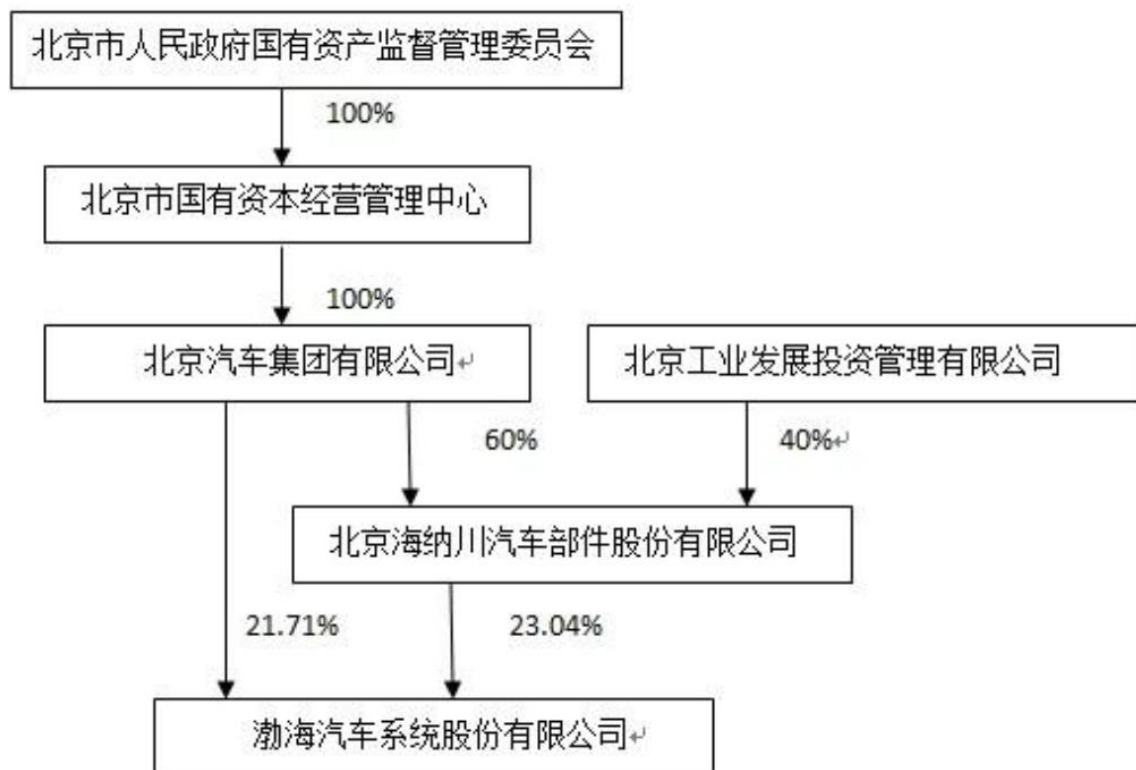 北京市人民政府国有资产监督管理委员会
100%
北京市国有资本经营管理中心
100%
北京汽车集团有限公司↵
北京工业发展投资管理有限公司
60%
40%↵
北京海纳川汽车部件股份有限公司
21.71%
23.04%
渤海汽车系统股份有限公司↵